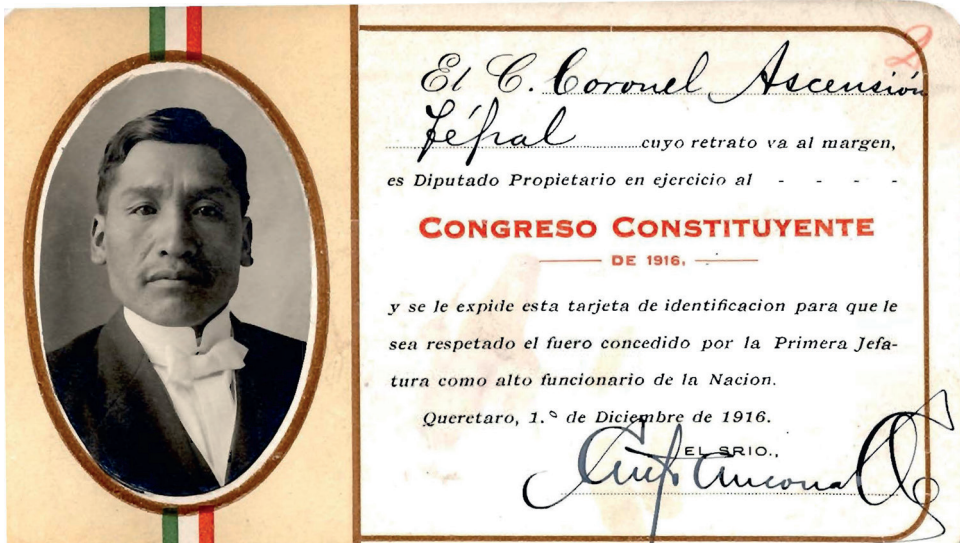 2
El C. Coronel Ascensión
Tépal cuyo retrato va al margen,
es Diputado Propietario en ejercicio al - - - -
CONGRESO CONSTITUYENTE
DE 1916,
y se le expide esta tarjeta de identificacion para que le
sea respetado el fuero concedido por la Primera Jefa-
tura como alto funcionario de la Nacion.
Queretaro, 1.º de Diciembre de 1916.
EL SRIO.,
Ancona